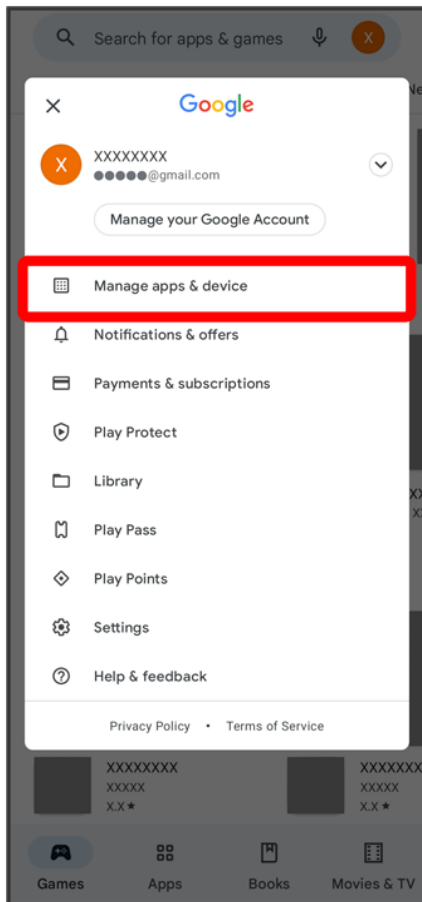 Search for apps & games
X
Ne
Google
X
XXXXXXXX
●●●●●@gmail.com
Manage your Google Account
Manage apps & device
Notifications & offers
Payments & subscriptions
Play Protect
Library
XX
X
Play Pass
Play Points
Settings
Help & feedback
Privacy Policy • Terms of Service
XXXXXXXX XXXXXXX
XXXXX XXXXX
X.X★ X.X★
Games Apps Books Movies & TV